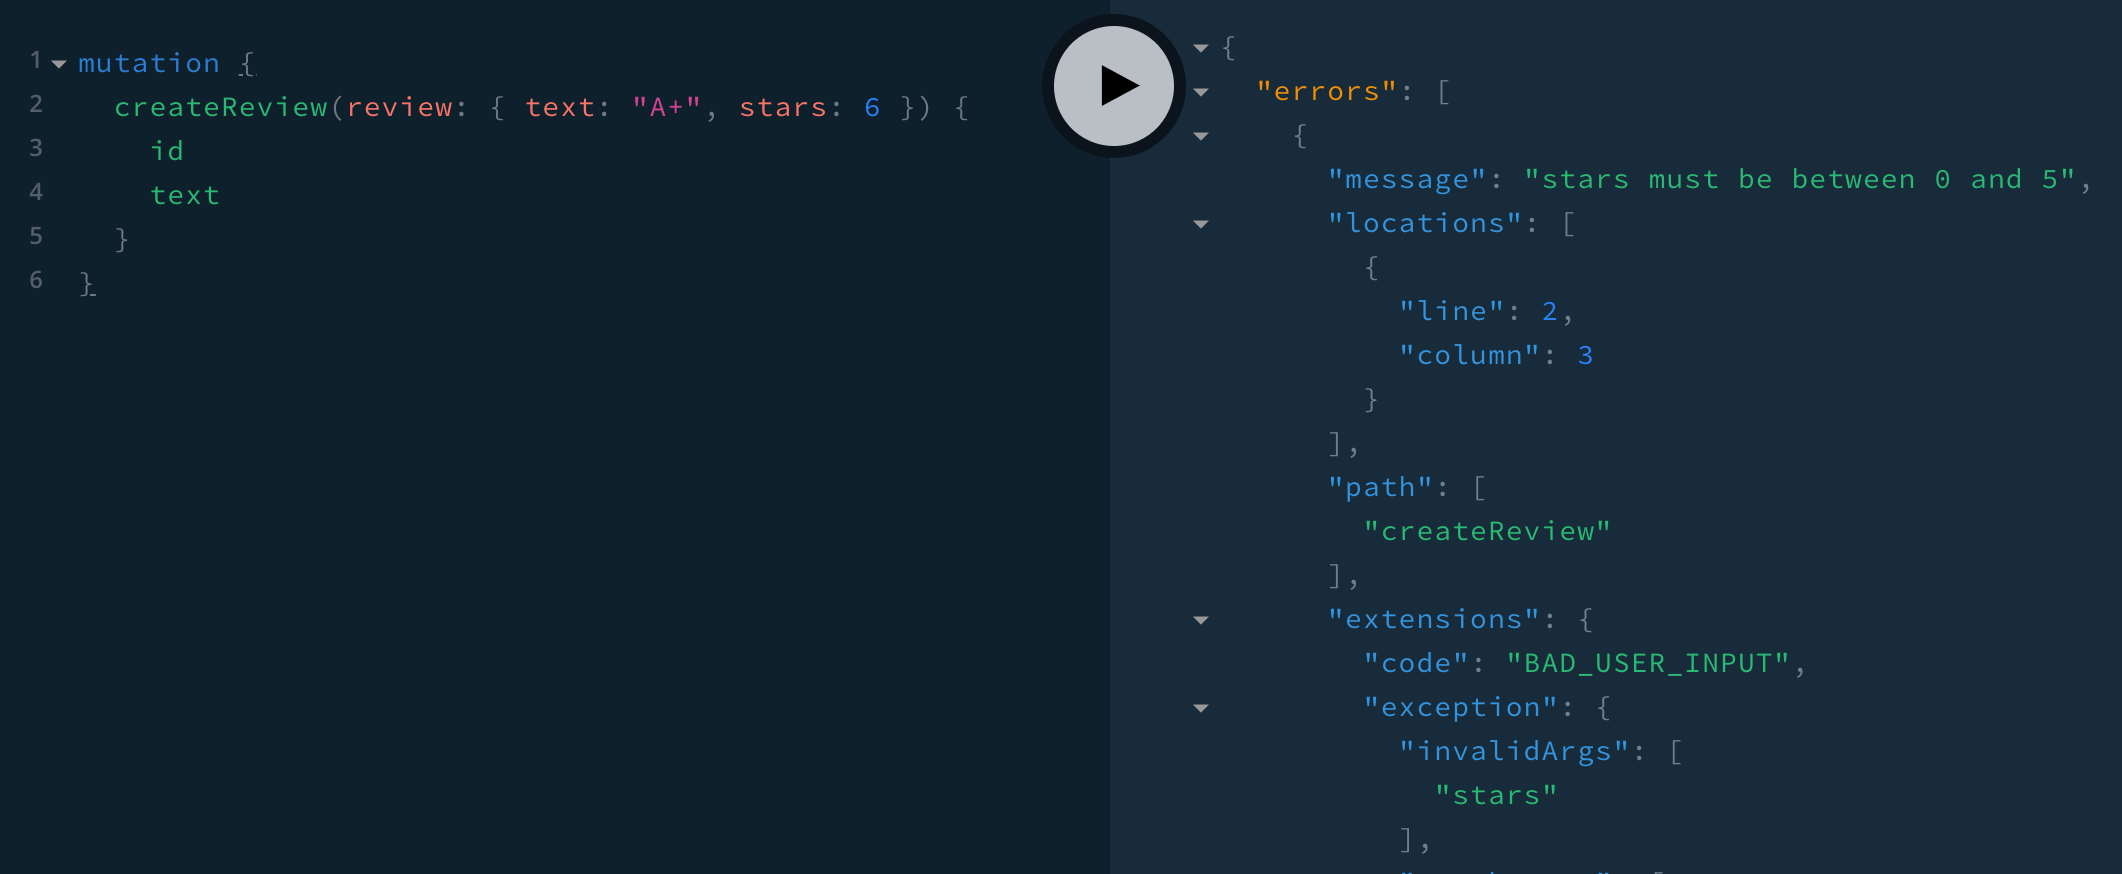 1 mutation {
2 createReview(review: { text: "A+", stars: 6 }) {
3 id
4 text
5 }
6 }
{
"errors": [
{
"message": "stars must be between 0 and 5",
"locations": [
{
"line": 2,
"column": 3
}
],
"path": [
"createReview"
],
"extensions": {
"code": "BAD_USER_INPUT",
"exception": {
"invalidArgs": [
"stars"
],